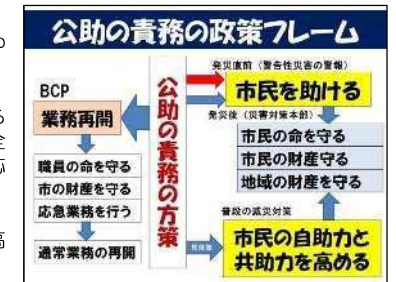 公助の責務の政策フレーム
発災直前（警告性災害の警報）
市民を助ける
BCP
業務再開
公助の責務の方策
発災後（災害対策本部）
市民の命を守る
市民の財産を守る
地域の財産を守る
職員の命を守る
市の財産を守る
応急業務を行う
通常業務の再開
普段の減災対策
市民の自助力と
共助力を高める
の
る
全
応
高